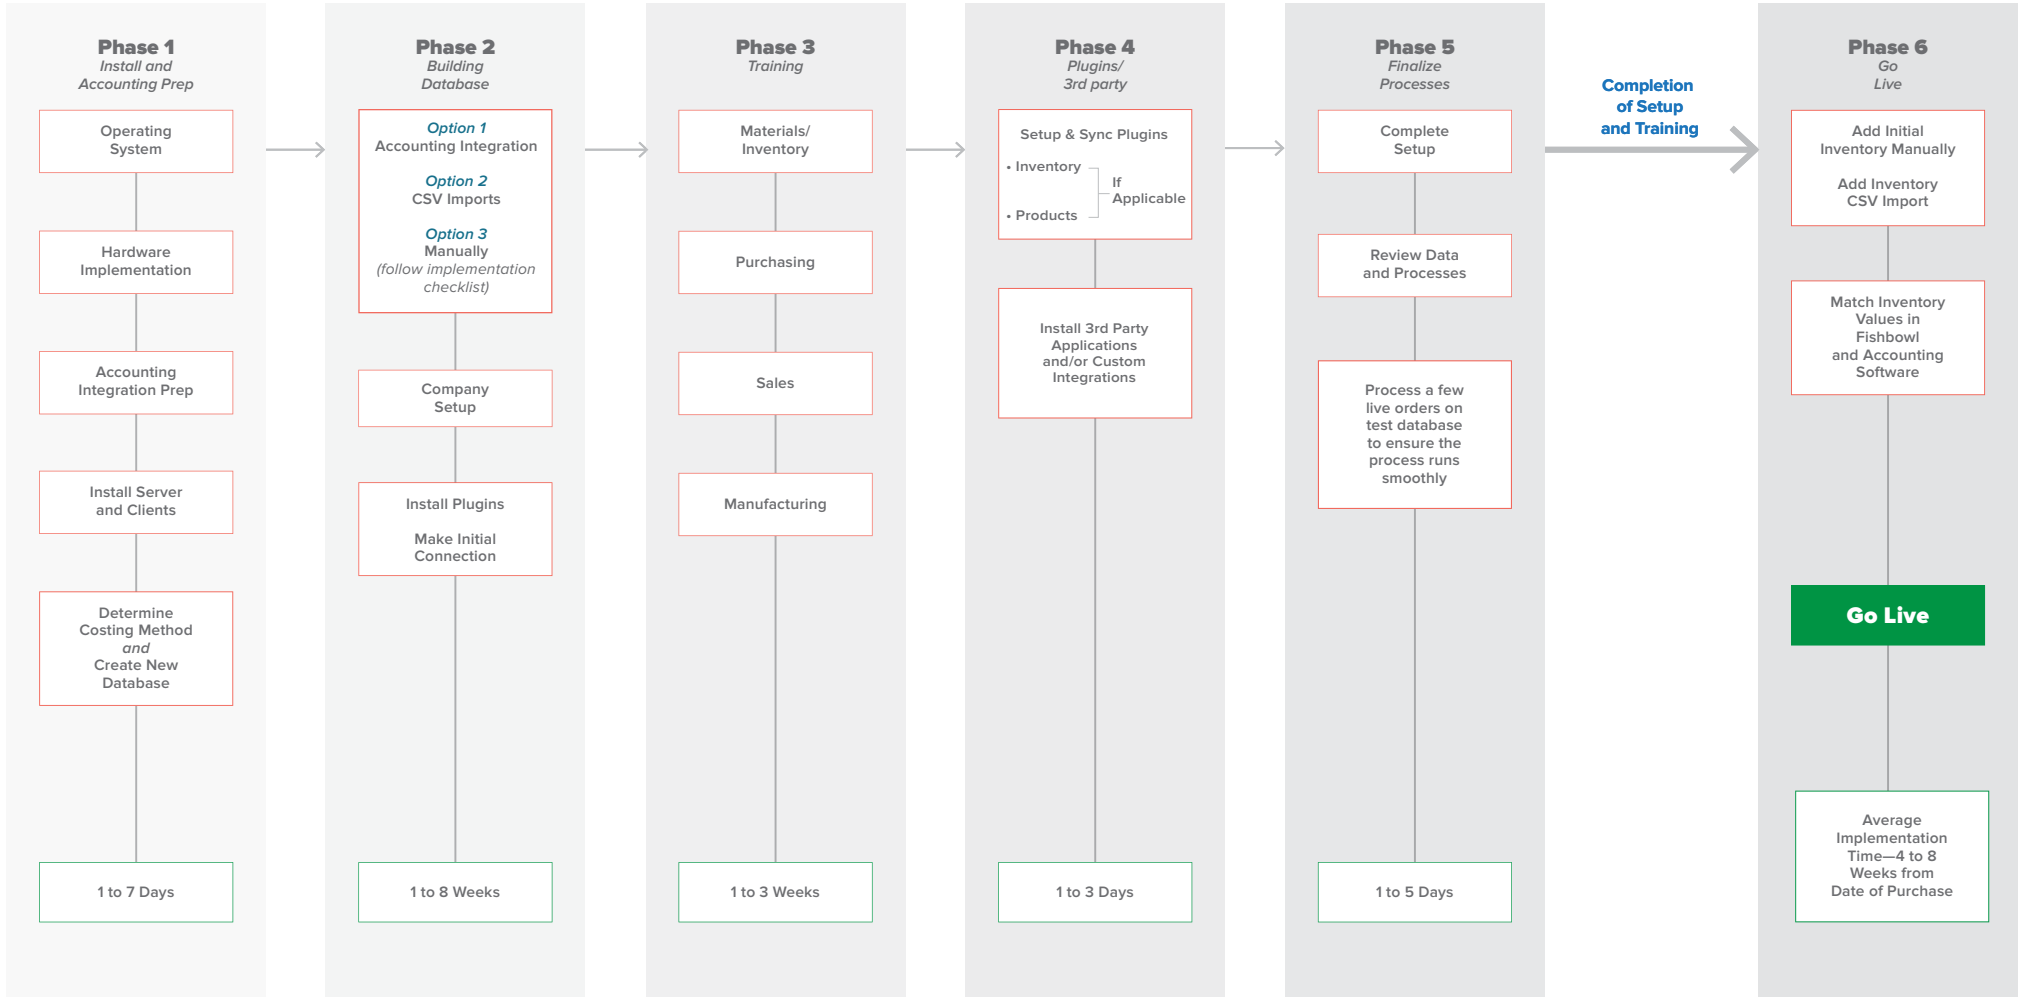 Phase 1
Install and
Accounting Prep
Operating
System
Hardware
Implementation
Accounting
Integration Prep
Install Server
and Clients
Determine
Costing Method
and
Create New
Database
1 to 7 Days
Phase 2
Building
Database
Option 1
Accounting Integration
Option 2
CSV Imports
Option 3
Manually
(follow implementation
checklist)
Company
Setup
Install Plugins
Make Initial
Connection
1 to 8 Weeks
Phase 3
Training
Materials/
Inventory
Purchasing
Sales
Manufacturing
1 to 3 Weeks
Phase 4
Plugins/
3rd party
Setup & Sync Plugins
• Inventory
• Products
If
Applicable
Install 3rd Party
Applications
and/or Custom
Integrations
1 to 3 Days
Phase 5
Finalize
Processes
Complete
Setup
Review Data
and Processes
Process a few
live orders on
test database
to ensure the
process runs
smoothly
1 to 5 Days
Completion
of Setup
and Training
Phase 6
Go
Live
Add Initial
Inventory Manually
Add Inventory
CSV Import
Match Inventory
Values in
Fishbowl
and Accounting
Software
Go Live
Average
Implementation
Time—4 to 8
Weeks from
Date of Purchase